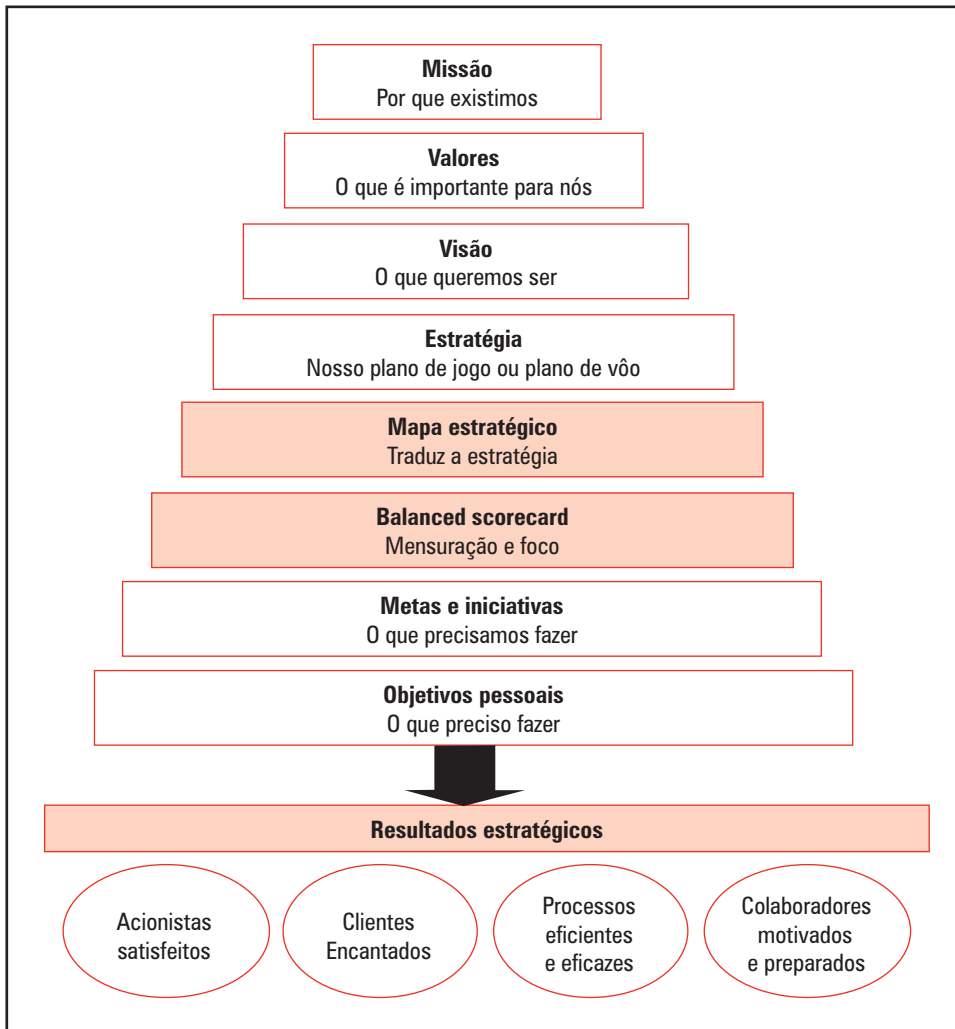 Missão
Por que existimos
Valores
O que é importante para nós
Visão
O que queremos ser
Estratégia
Nosso plano de jogo ou plano de vôo
Mapa estratégico
Traduz a estratégia
Balanced scorecard
Mensuração e foco
Metas e iniciativas
O que precisamos fazer
Objetivos pessoais
O que preciso fazer
Resultados estratégicos
Acionistas
satisfeitos
Clientes
Encantados
Processos
eficientes
e eficazes
Colaboradores
motivados
e preparados